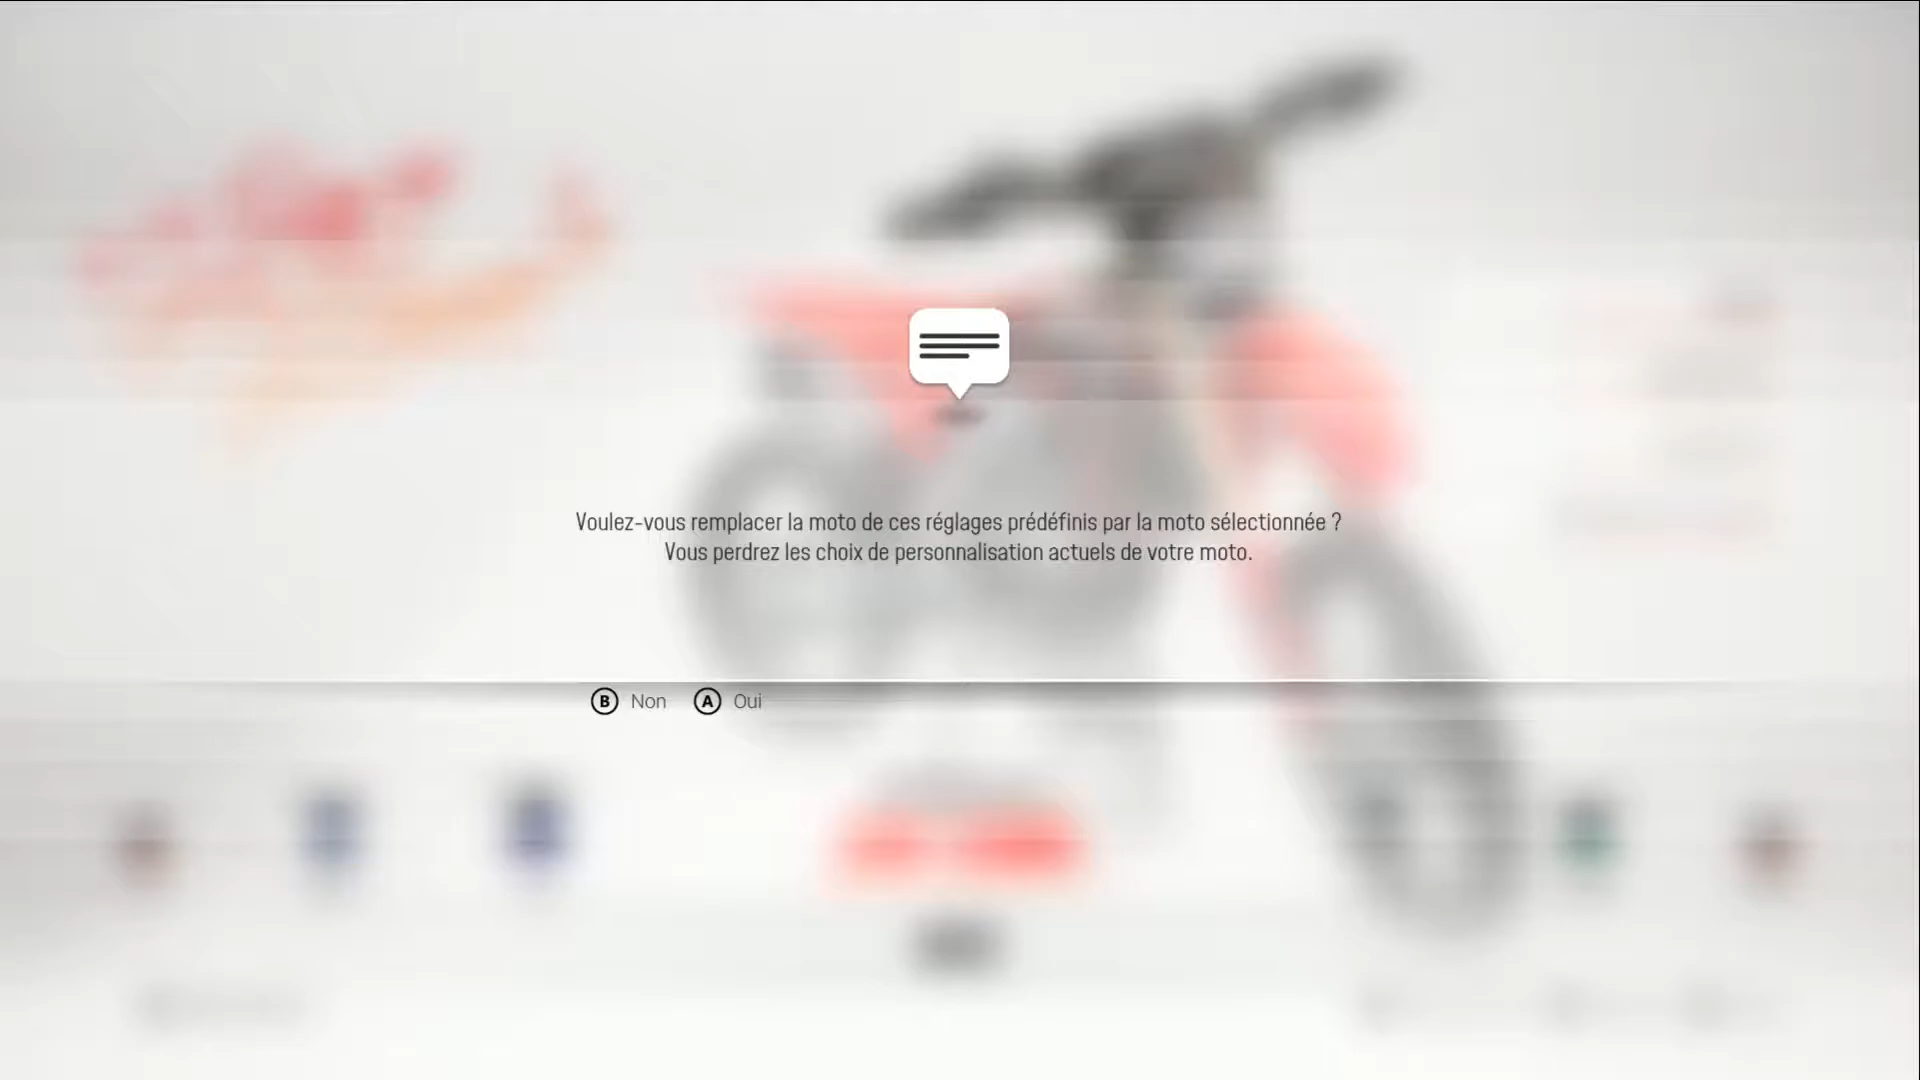 Voulez-vous remplacer la moto de ces réglages prédéfinis par la moto sélectionnée ?
Vous perdrez les choix de personnalisation actuels de votre moto.
B Non A Oui